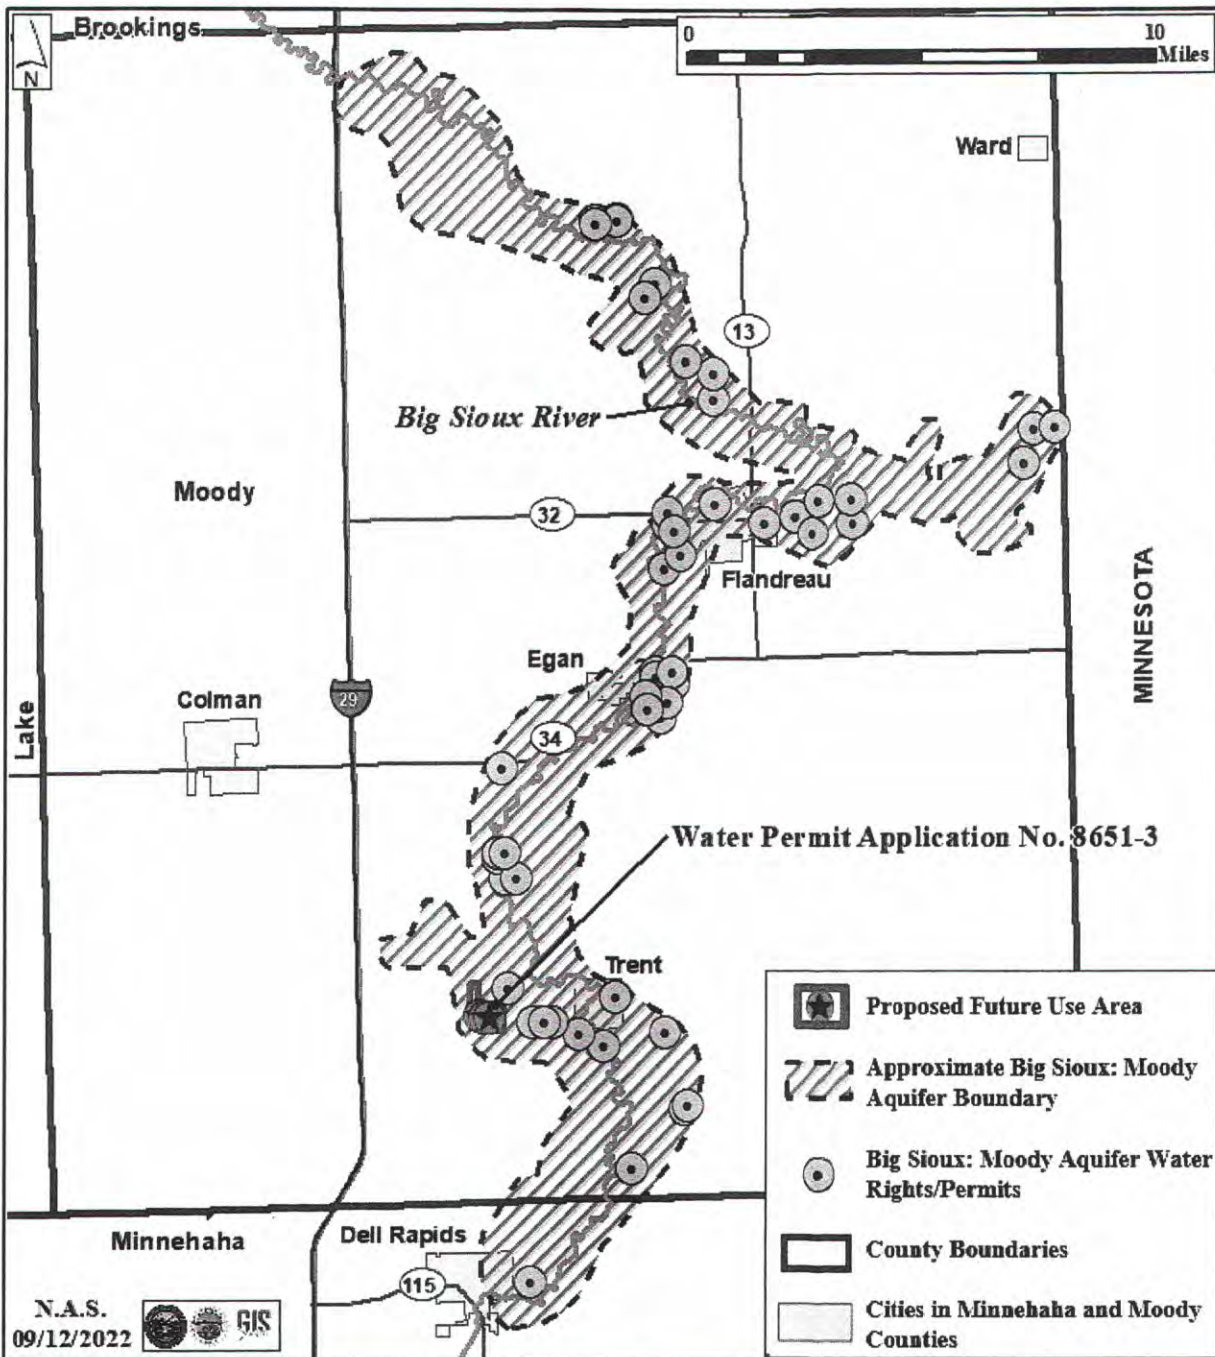 Brookings
N
0 10
Miles
Ward
13
Big Sioux River
Moody
32
Flandreau
MINNESOTA
Egan
Colman
29
Lake
34
Water Permit Application No. 8651-3
Trent
Proposed Future Use Area
Approximate Big Sioux: Moody
Aquifer Boundary
Big Sioux: Moody Aquifer Water
Rights/Permits
Minnehaha
Dell Rapids
County Boundaries
115
N.A.S.
09/12/2022
GIS
Cities in Minnehaha and Moody
Counties